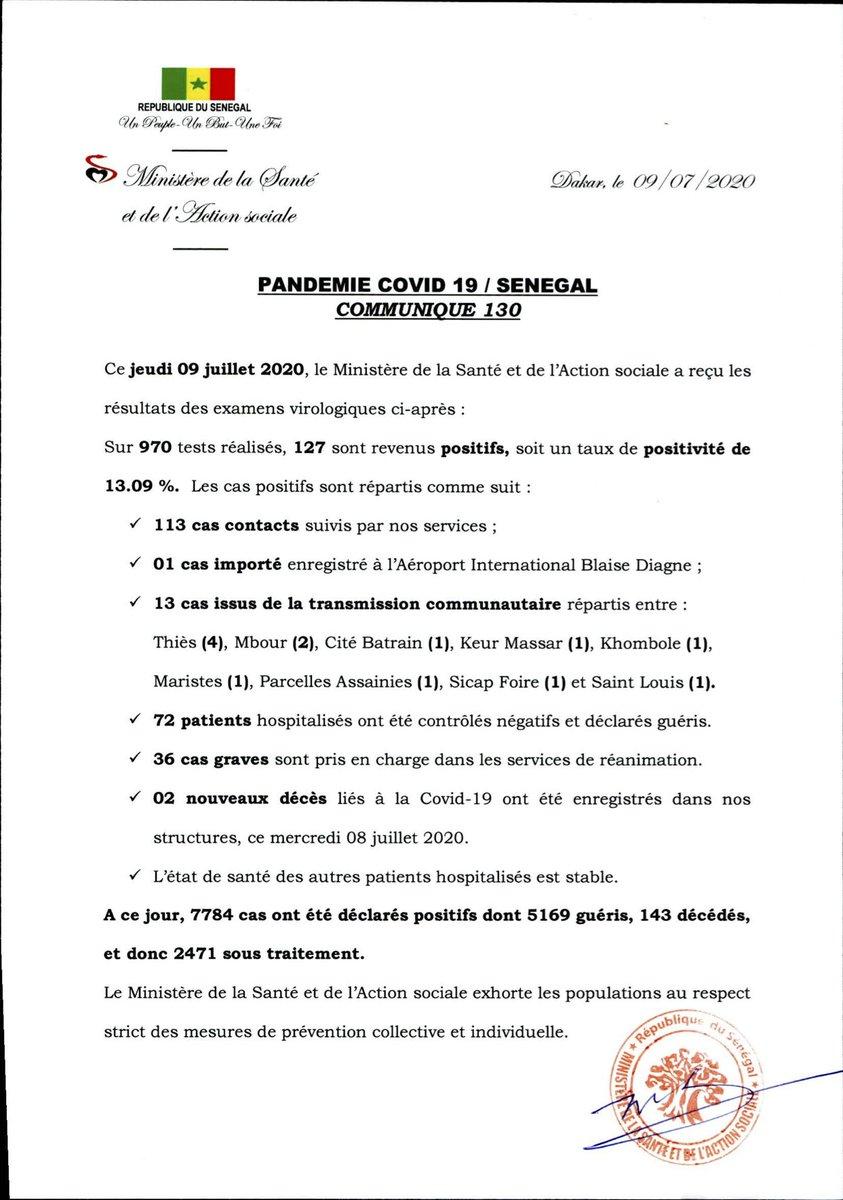 REPUBLIQUE DU SENEGAL
Un Peuple-Un But-Une Foi
Ministère de la Santé
et de l'Action sociale
Dakar, le 09/07/2020
PANDEMIE COVID 19 / SENEGAL
COMMUNIQUE 130
Ce jeudi 09 juillet 2020, le Ministère de la Santé et de l'Action sociale a reçu les
résultats des examens virologiques ci-après :
Sur 970 tests réalisés, 127 sont revenus positifs, soit un taux de positivité de
13.09 %. Les cas positifs sont répartis comme suit :
✓ 113 cas contacts suivis par nos services ;
✓ 01 cas importé enregistré à l'Aéroport International Blaise Diagne ;
✓ 13 cas issus de la transmission communautaire répartis entre :
Thiès (4), Mbour (2), Cité Batrain (1), Keur Massar (1), Khombole (1),
Maristes (1), Parcelles Assainies (1), Sicap Foire (1) et Saint Louis (1).
✓ 72 patients hospitalisés ont été contrôlés négatifs et déclarés guéris.
✓ 36 cas graves sont pris en charge dans les services de réanimation.
✓ 02 nouveaux décès liés à la Covid-19 ont été enregistrés dans nos
structures, ce mercredi 08 juillet 2020.
✓ L'état de santé des autres patients hospitalisés est stable.
A ce jour, 7784 cas ont été déclarés positifs dont 5169 guéris, 143 décédés,
et donc 2471 sous traitement.
Le Ministère de la Santé et de l'Action sociale exhorte les populations au respect
strict des mesures de prévention collective et individuelle.
République du Sénégal
MINISTÈRE DE LA SANTÉ ET DE L'ACTION SOCIALE